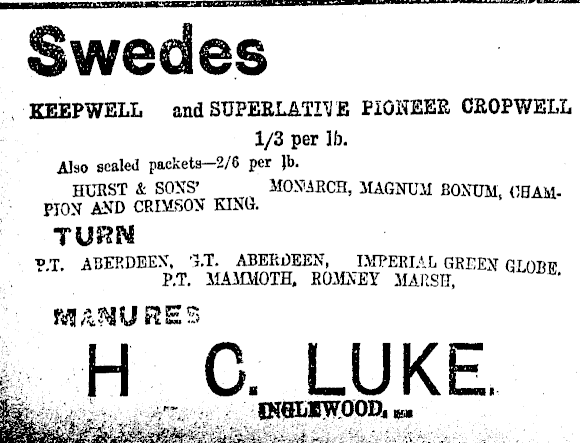 Swedes
KEEPWELL and SUPERLATIVE PIONEER CROPWELL
1/3 per lb.
Also sealed packets—2/6 per lb.
HURST & SONS' MONARCH, MAGNUM BONUM, CHAM-
PION AND CRIMSON KING.
TURN
P.T. ABERDEEN, G.T. ABERDEEN, IMPERIAL GREEN GLOBE.
P.T. MAMMOTH, ROMNEY MARSH,
MANURES
H C. LUKE.
INGLEWOOD.